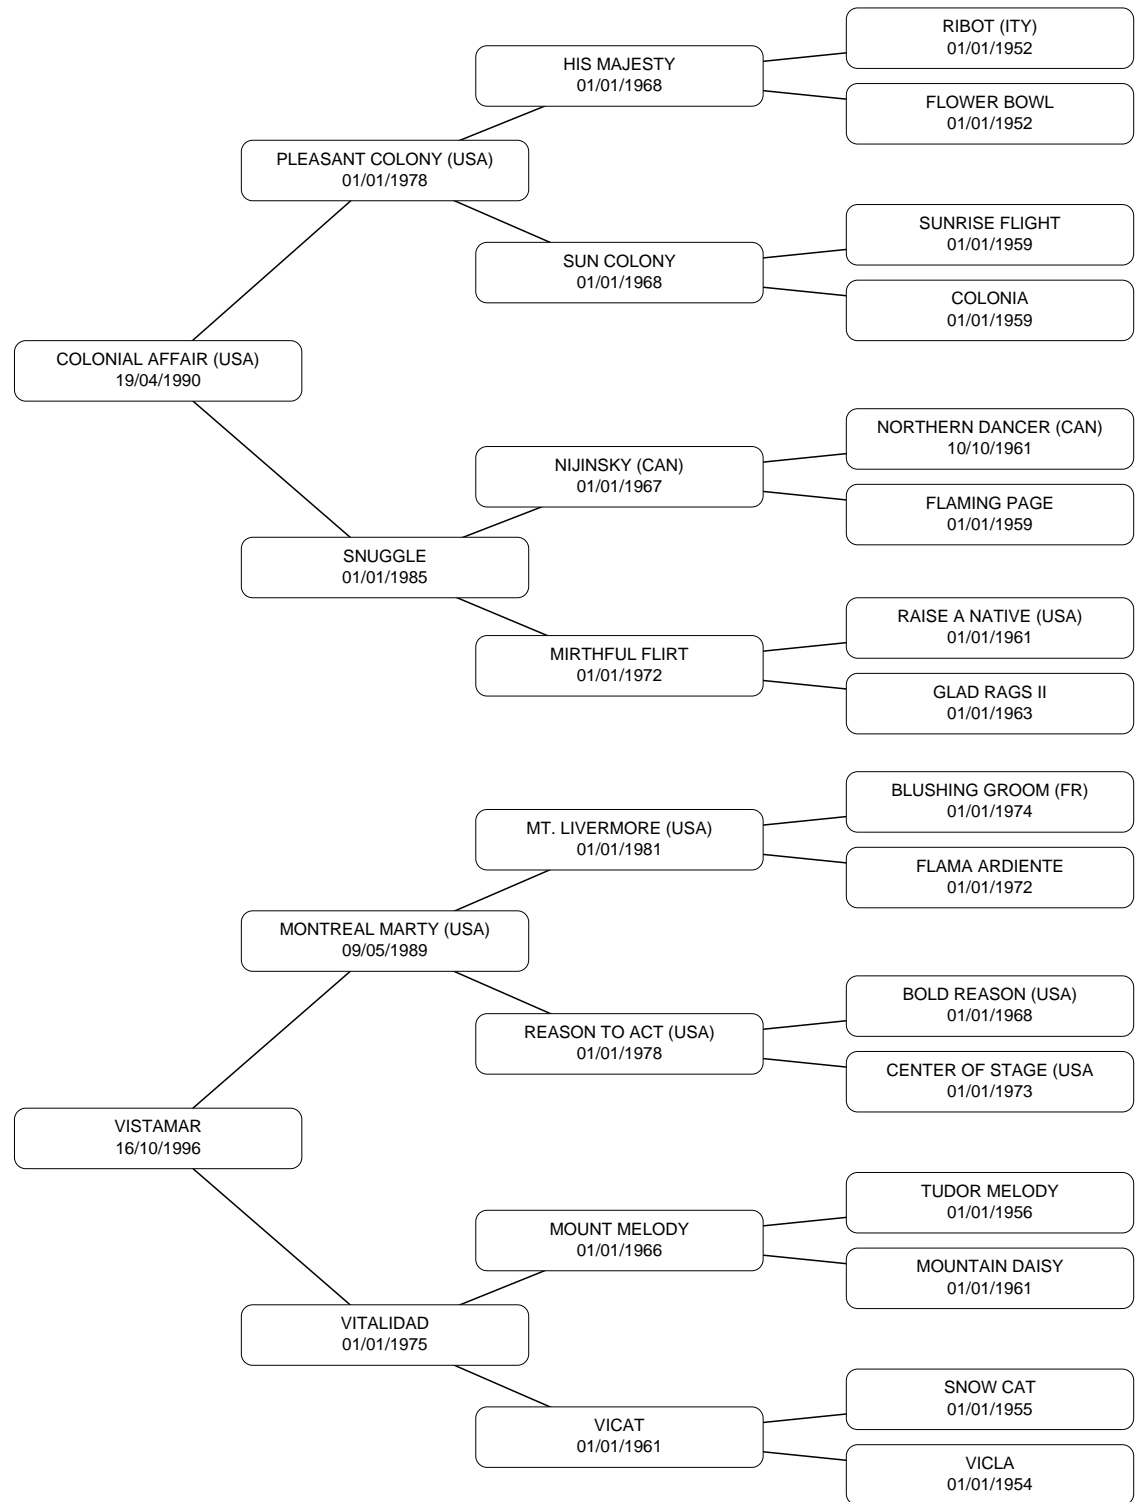 RIBOT (ITY)
01/01/1952
HIS MAJESTY
01/01/1968
FLOWER BOWL
01/01/1952
PLEASANT COLONY (USA)
01/01/1978
SUNRISE FLIGHT
01/01/1959
SUN COLONY
01/01/1968
COLONIA
01/01/1959
COLONIAL AFFAIR (USA)
19/04/1990
NORTHERN DANCER (CAN)
10/10/1961
NIJINSKY (CAN)
01/01/1967
FLAMING PAGE
01/01/1959
SNUGGLE
01/01/1985
RAISE A NATIVE (USA)
01/01/1961
MIRTHFUL FLIRT
01/01/1972
GLAD RAGS II
01/01/1963
BLUSHING GROOM (FR)
01/01/1974
MT. LIVERMORE (USA)
01/01/1981
FLAMA ARDIENTE
01/01/1972
MONTREAL MARTY (USA)
09/05/1989
BOLD REASON (USA)
01/01/1968
REASON TO ACT (USA)
01/01/1978
CENTER OF STAGE (USA
01/01/1973
VISTAMAR
16/10/1996
TUDOR MELODY
01/01/1956
MOUNT MELODY
01/01/1966
MOUNTAIN DAISY
01/01/1961
VITALIDAD
01/01/1975
SNOW CAT
01/01/1955
VICAT
01/01/1961
VICLA
01/01/1954